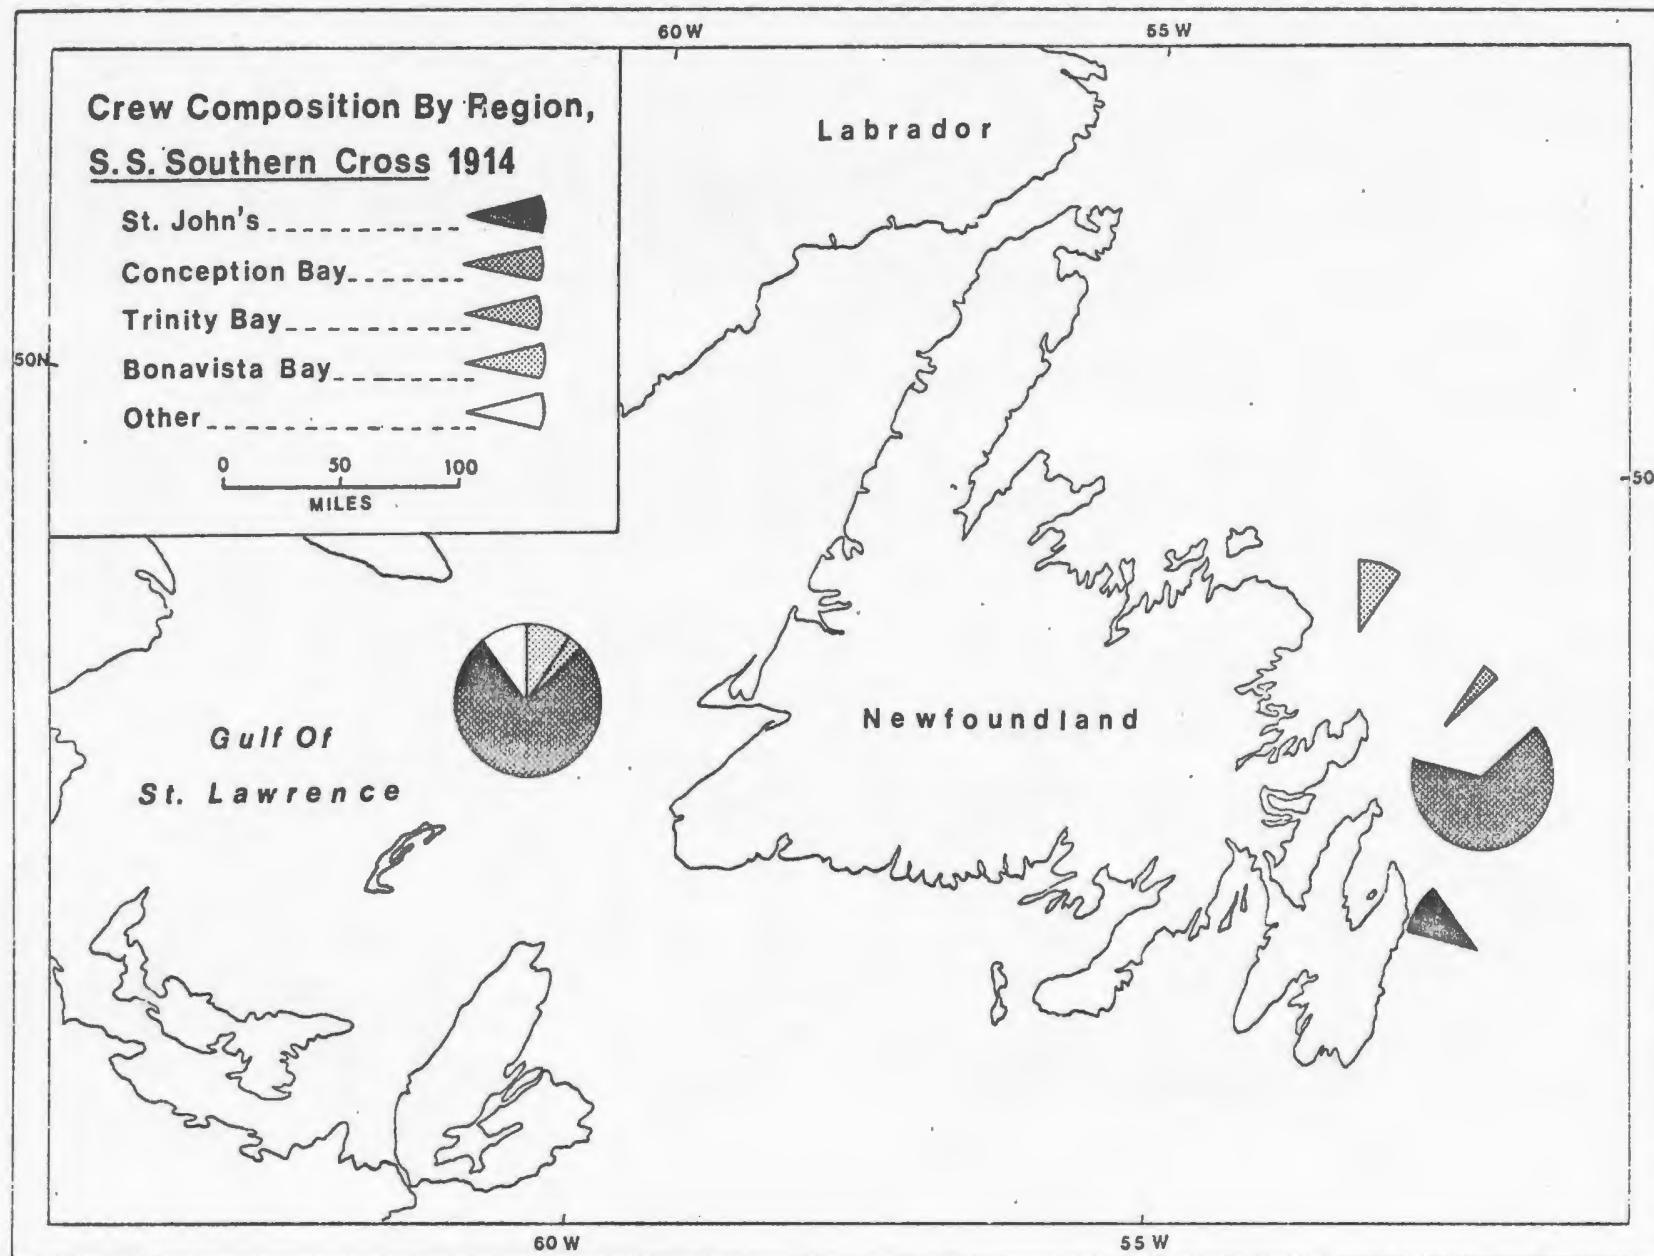 60 W 55 W
Crew Composition By Region,
S.S. Southern Cross 1914
St. John's
Conception Bay
Trinity Bay
Bonavista Bay
Other
0 50 100
MILES
Labrador
50N
50
Newfoundland
Gulf Of
St. Lawrence
60 W 55 W